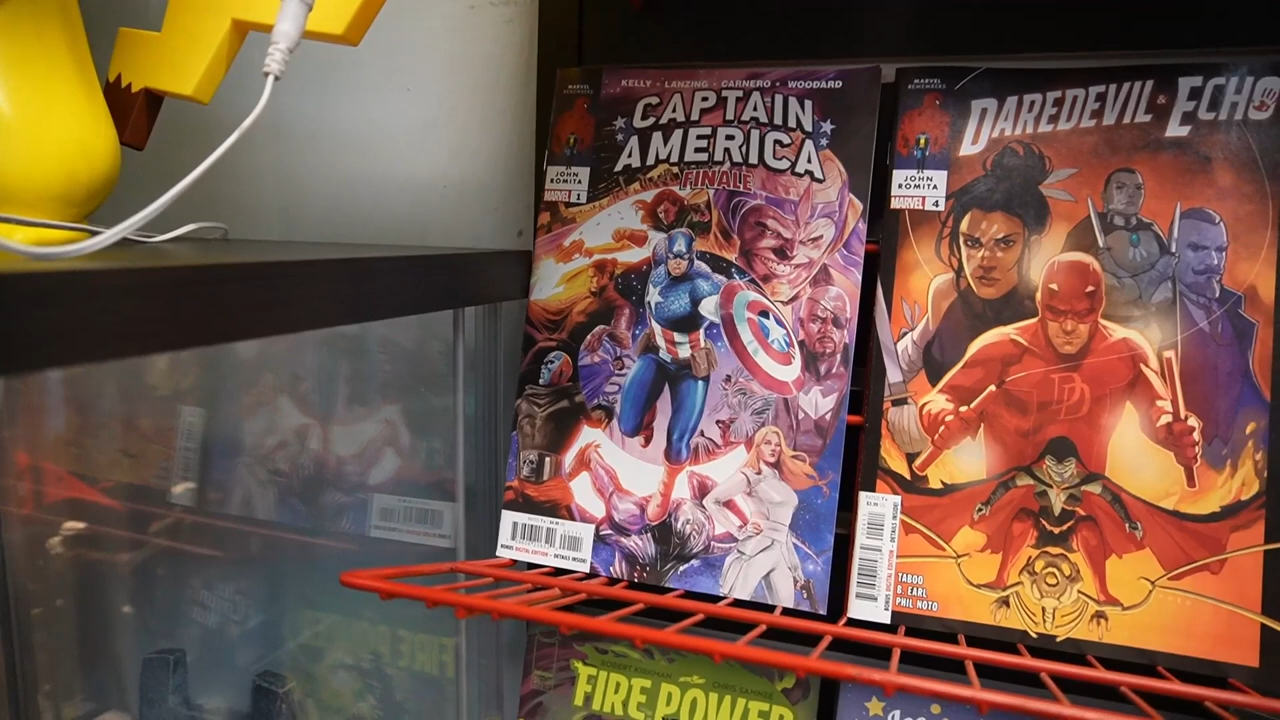 MARVEL
REMEMBERS
JOHN
ROMITA
MARVEL 1
KELLY • LANZING • CARNERO • WOODARD
CAPTAIN
AMERICA
FINALE
BONUS DIGITAL EDITION – DETAILS INSIDE!
MARVEL
REMEMBERS
JOHN
ROMITA
MARVEL 4
DAREDEVIL & ECHO
DD
BONUS DIGITAL EDITION – DETAILS INSIDE!
TABOO
B. EARL
PHIL NOTO
ROBERT KIRKMAN CHRIS SAMNEE
FIRE POWER